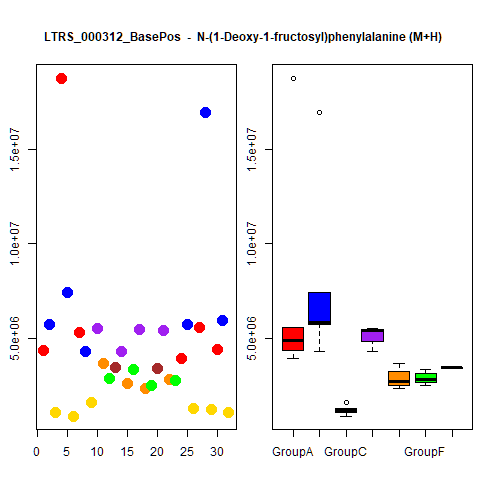 LTRS_000312_BasePos - N-(1-Deoxy-1-fructosyl)phenylalanine (M+H)
5.0e+06 1.0e+07 1.5e+07
0 5 10 15 20 25 30
5.0e+06 1.0e+07 1.5e+07
GroupA GroupC GroupF